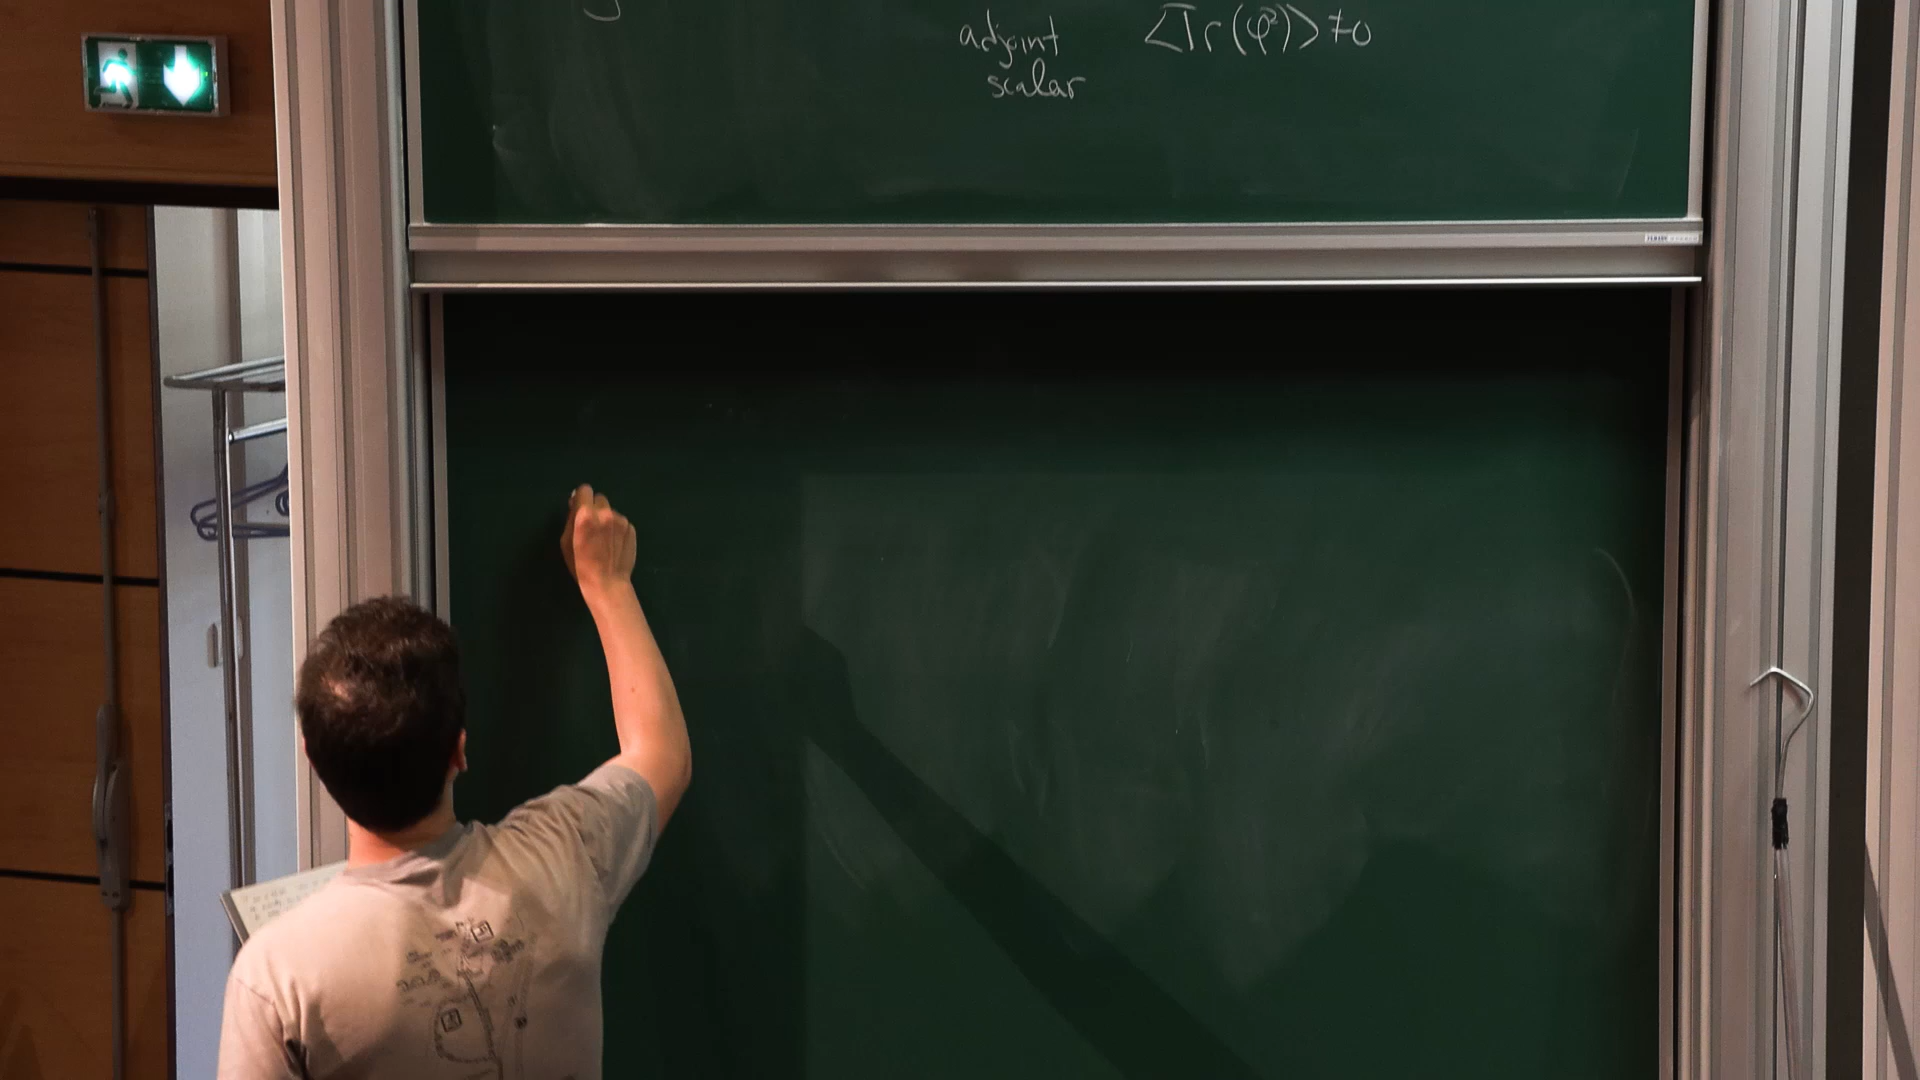 adjoint ⟨Tr(φ²)⟩≠0
scalar